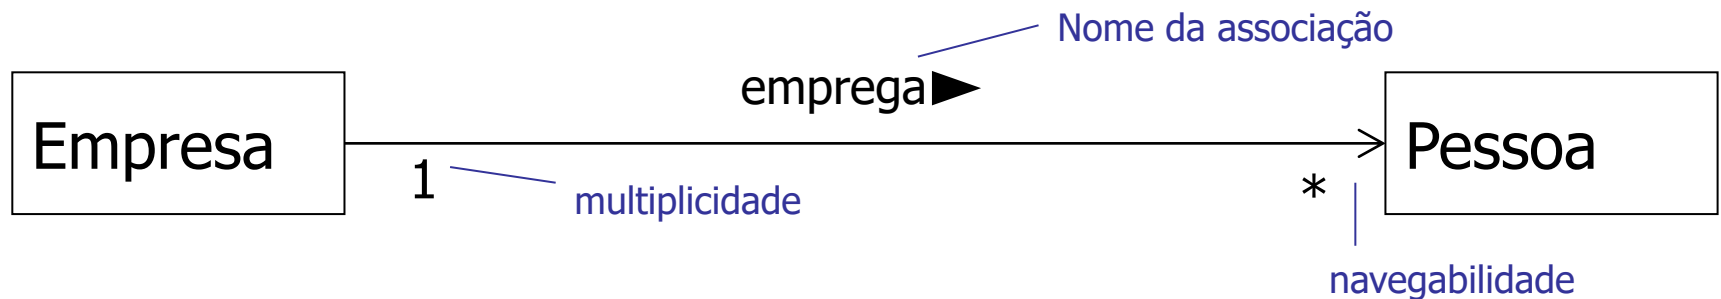 Nome da associação
emprega
Empresa
Pessoa
1
*
multiplicidade
navegabilidade